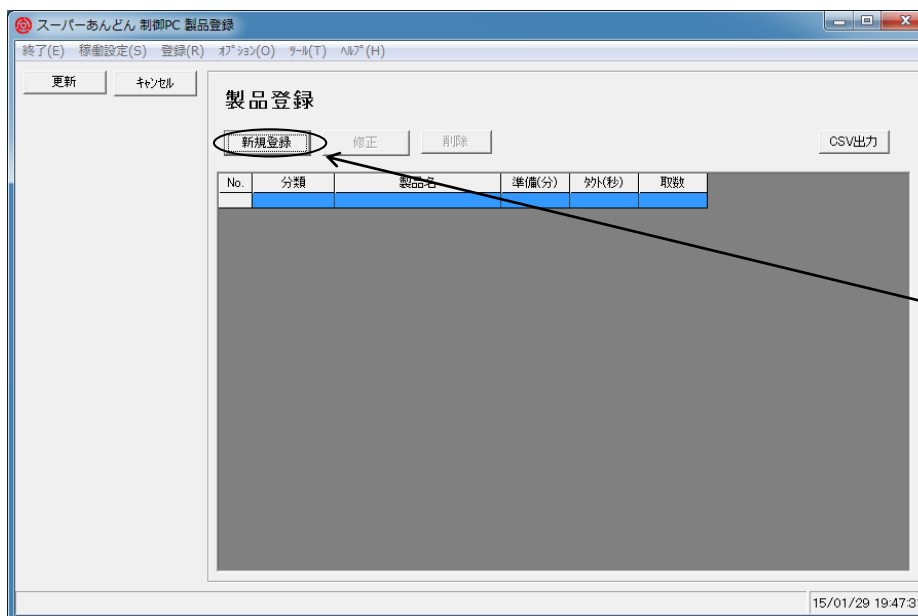 スーパーあんどん 制御PC 製品登録
終了(E) 稼働設定(S) 登録(R) ｵﾌﾟｼｮﾝ(O) ﾂｰﾙ(T) ﾍﾙﾌﾟ(H)
更新 ｷｬﾝｾﾙ
製品登録
新規登録 修正 削除 CSV出力
No. 分類 製品名 準備(分) ﾀｸﾄ(秒) 取数
15/01/29 19:47:3